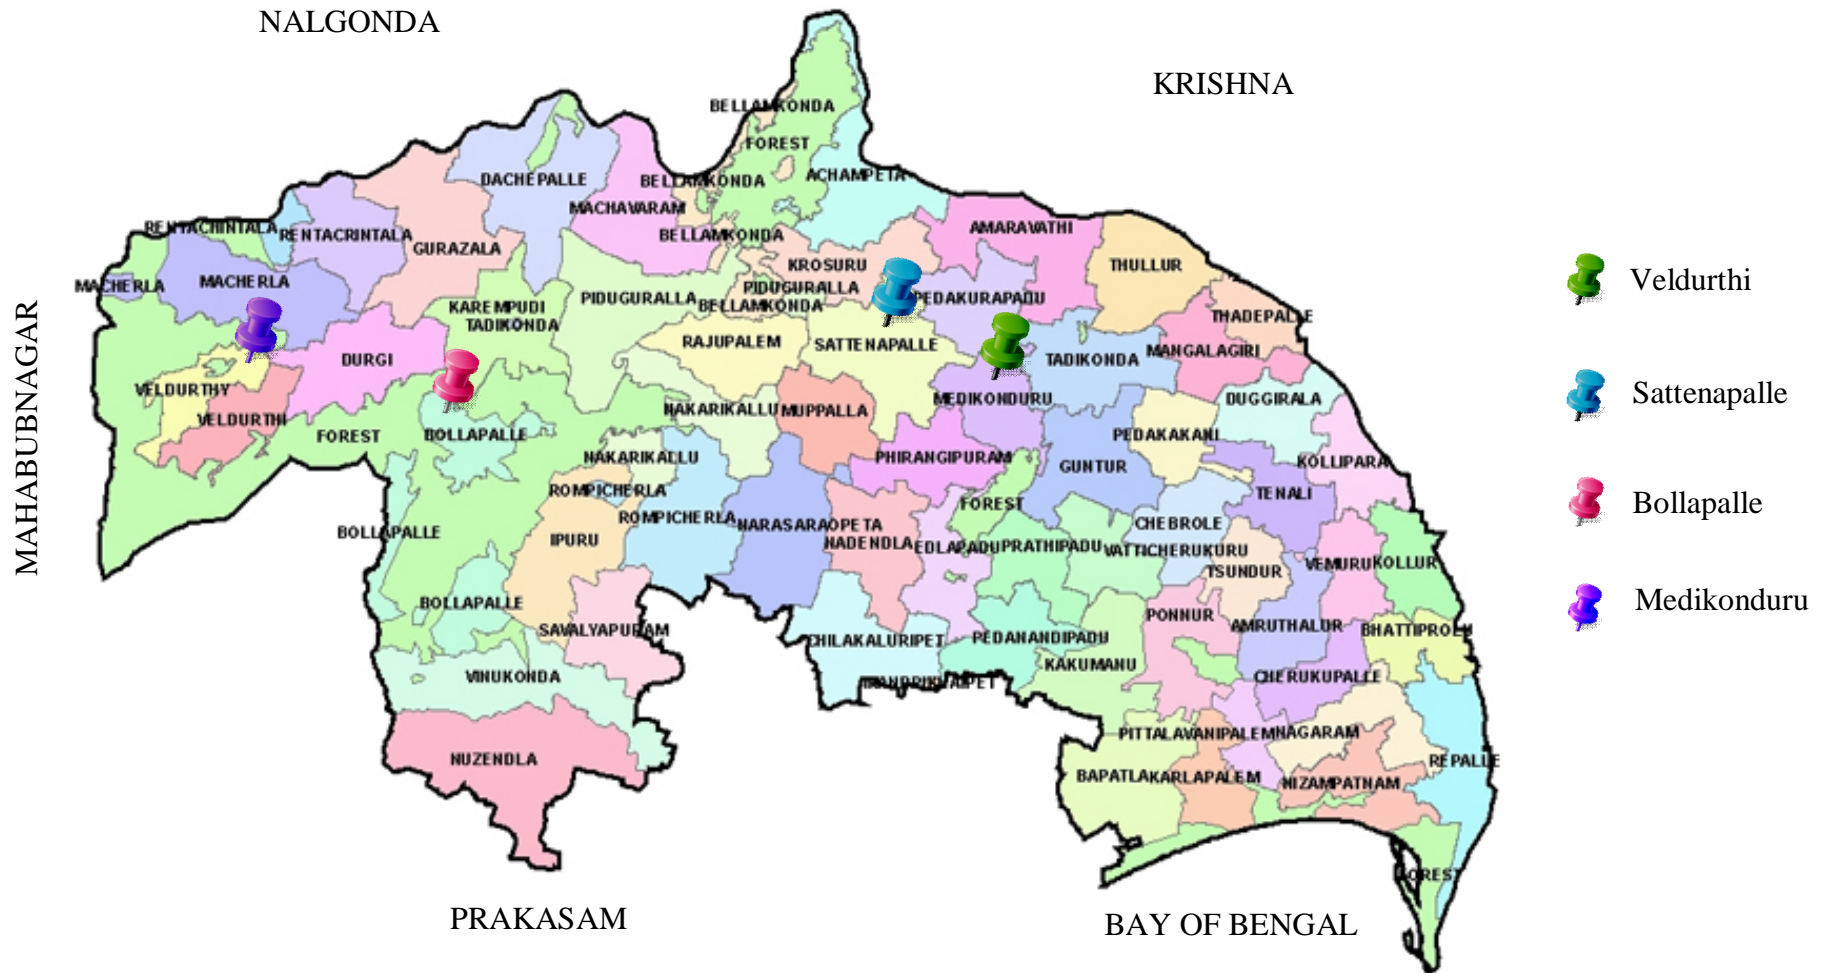 NALGONDA
KRISHNA
MAHABUBNAGAR
BELLAMKONDA
FOREST
ACHAMPETA
DACHEPALLE
BELLAMKONDA
MACHAVARAM
RENTACHINTALA
RENTACRINTALA
GURAZALA
BELLAMKONDA
AMARAVATHI
KROSURU
THULLUR
MACHERLA
MACHERLA
PIDUGURALLA
PIDUGURALLA
BELLAMKONDA
PEDAKURAPADU
KAREMPUDI
TADIKONDA
THADEPALLE
RAJUPALEM
SATTENAPALLE
DURGI
TADIKONDA
MANGALAGIRI
VELDURTHY
VELDURTHI
MEDIKONDURU
DUGGIRALA
NAKARIKALLU
MUPPALLA
FOREST
BOLLAPALLE
PEDAKAKANI
NAKARIKALLU
PHIRANGIPURAM
GUNTUR
KOLLIPARA
ROMPICHERLA
FOREST
TENALI
ROMPICHERLA
NARASARAOPETA
CHEBROLE
BOLLAPALLE
IPURU
NADENDLA
EDLAPADU
PRATHIPADU
VATTICHERUKURU
TSUNDUR
VEMURU
KOLLUR
BOLLAPALLE
SAVALYAPURAM
PONNUR
AMRUTHALUR
BHATTIPROLU
CHILAKALURIPET
PEDANANDIPADU
KAKUMANU
VINUKONDA
CHERUKUPALLE
PITTALAVANIPALEM
NAGARAM
NUZENDLA
REPALLE
BAPATLA
KARLAPALEM
NIZAMPATNAM
FOREST
PRAKASAM
BAY OF BENGAL
Veldurthi
Sattenapalle
Bollapalle
Medikonduru